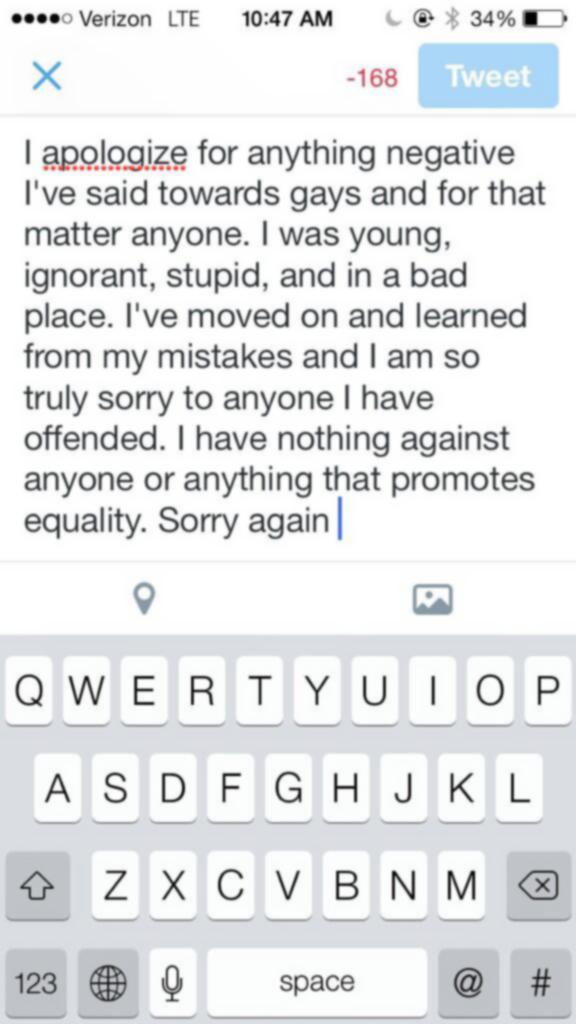 Verizon LTE 10:47 AM 34%
-168 Tweet
I apologize for anything negative
I've said towards gays and for that
matter anyone. I was young,
ignorant, stupid, and in a bad
place. I've moved on and learned
from my mistakes and I am so
truly sorry to anyone I have
offended. I have nothing against
anyone or anything that promotes
equality. Sorry again
Q W E R T Y U I O P
A S D F G H J K L
Z X C V B N M
123 space @ #